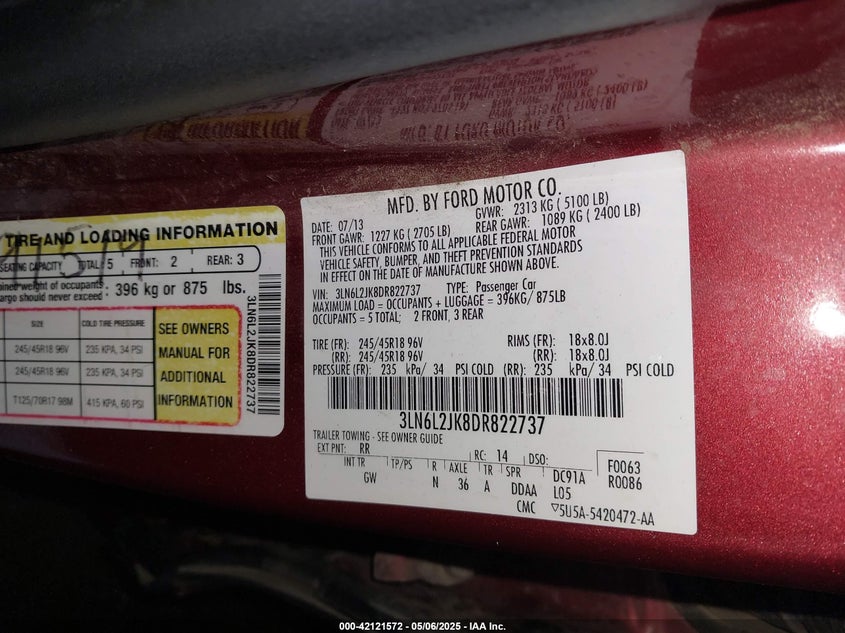 TIRE AND LOADING INFORMATION
SEATING CAPACITY TOTAL: 5 FRONT: 2 REAR: 3
weight of occupants
cargo should never exceed: 396 kg or 875 lbs.
SIZE COLD TIRE PRESSURE
245/45R18 96V 235 KPA, 34 PSI
245/45R18 96V 235 KPA, 34 PSI
T125/70R17 98M 415 KPA, 60 PSI
SEE OWNERS
MANUAL FOR
ADDITIONAL
INFORMATION
3LN6L2JK8DR822737
MFD. BY FORD MOTOR CO.
DATE: 07/13 GVWR: 2313 KG ( 5100 LB)
FRONT GAWR: 1227 KG ( 2705 LB) REAR GAWR: 1089 KG ( 2400 LB)
THIS VEHICLE CONFORMS TO ALL APPLICABLE FEDERAL MOTOR
VEHICLE SAFETY, BUMPER, AND THEFT PREVENTION STANDARDS
IN EFFECT ON THE DATE OF MANUFACTURE SHOWN ABOVE.
VIN: 3LN6L2JK8DR822737 TYPE: Passenger Car
MAXIMUM LOAD = OCCUPANTS + LUGGAGE = 396KG/ 875LB
OCCUPANTS = 5 TOTAL; 2 FRONT, 3 REAR
TIRE (FR): 245/45R18 96V RIMS (FR): 18x8.0J
(RR): 245/45R18 96V (RR): 18x8.0J
PRESSURE (FR): 235 kPa/ 34 PSI COLD (RR): 235 kPa/ 34 PSI COLD
3LN6L2JK8DR822737
TRAILER TOWING - SEE OWNER GUIDE
EXT PNT: RR RC: 14 DSO:
INT TR TP/PS R AXLE TR SPR
GW N 36 A DDAA
DC91A
L05
CMC
F0063
R0086
▽5U5A-5420472-AA
000-42121572 — 05/06/2025 — IAA Inc.